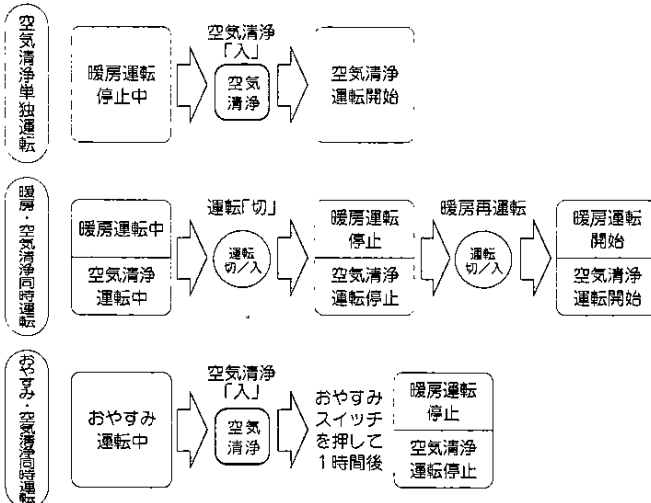 空気清浄単独運転
暖房運転
停止中
空気清浄
「入」
空気
清浄
空気清浄
運転開始
暖房・空気清浄同時運転
暖房運転中
空気清浄
運転中
運転「切」
運転
切／入
暖房運転
停止
空気清浄
運転停止
暖房再運転
運転
切／入
暖房運転
開始
空気清浄
運転開始
おやすみ・空気清浄同時運転
おやすみ
運転中
空気清浄
「入」
空気
清浄
おやすみ
スイッチ
を押して
1時間後
暖房運転
停止
空気清浄
運転停止